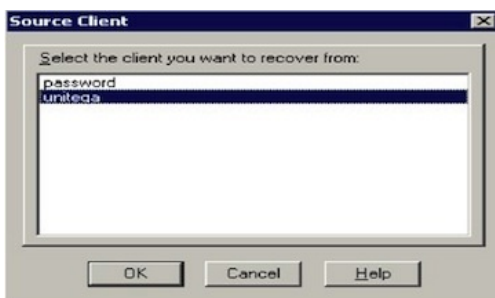 Source Client
Select the client you want to recover from:
password
unitega
OK Cancel Help